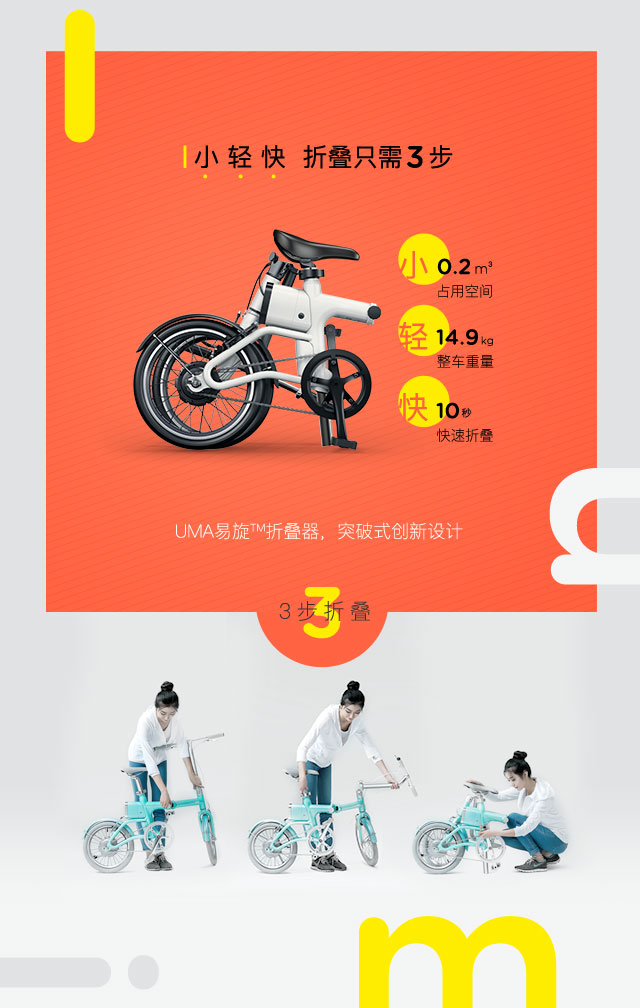 小轻快 折叠只需3步
小 0.2 m³
占用空间
轻 14.9 kg
整车重量
快 10 秒
快速折叠
UMA易旋™折叠器，突破式创新设计
3
3步折叠
m